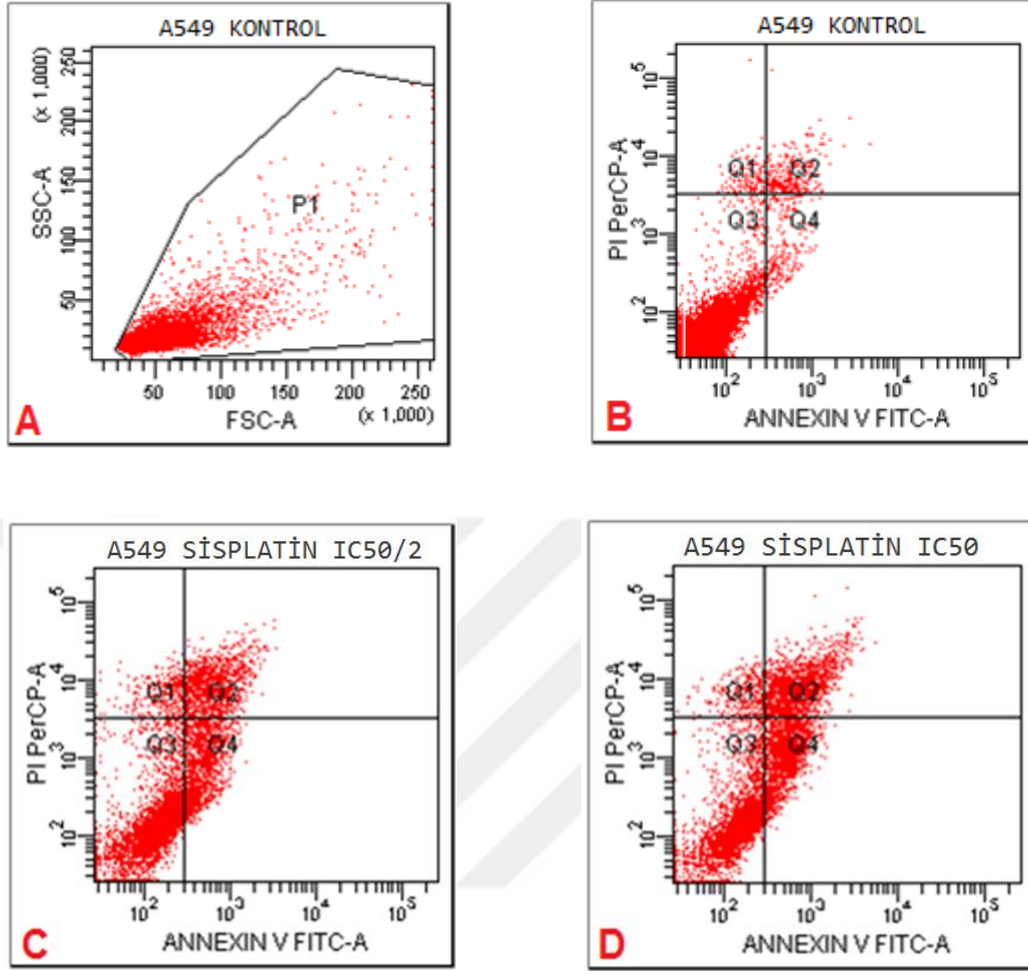 A549 KONTROL
SSC-A
(x 1,000)
50 100 150 200 250
P1
50 100 150 200 250
FSC-A
(x 1,000)
A
A549 KONTROL
PI PerCP-A
10^2 10^3 10^4 10^5
Q1 Q2
Q3 Q4
10^2 10^3 10^4 10^5
ANNEXIN V FITC-A
B
A549 SİSPLATİN IC50/2
PI PerCP-A
10^2 10^3 10^4 10^5
Q1 Q2
Q3 Q4
10^2 10^3 10^4 10^5
ANNEXIN V FITC-A
C
A549 SİSPLATİN IC50
PI PerCP-A
10^2 10^3 10^4 10^5
Q1 Q2
Q3 Q4
10^2 10^3 10^4 10^5
ANNEXIN V FITC-A
D